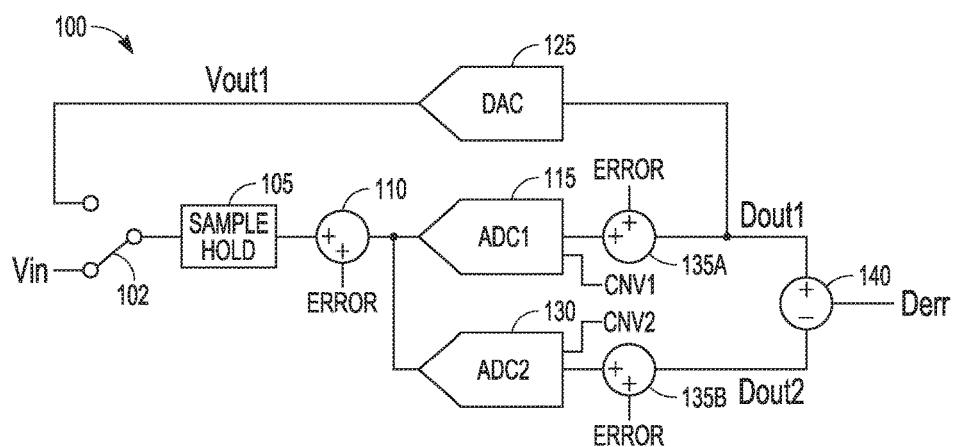 100
125
Vout1
DAC
105
110
115
ERROR
SAMPLE
HOLD
+
+
ADC1
+
+
Dout1
Vin
102
ERROR
CNV1
135A
140
+
−
Derr
130
CNV2
ADC2
+
+
135B
Dout2
ERROR